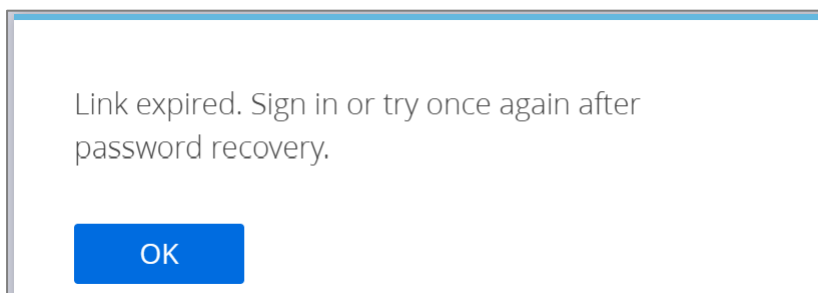 Link expired. Sign in or try once again after
password recovery.
OK